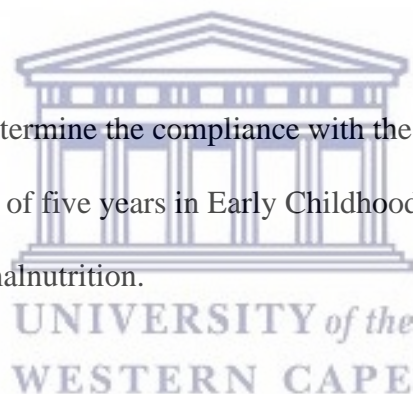 termine the compliance with the
of five years in Early Childhood
alnutrition.
UNIVERSITY of the
WESTERN CAPE